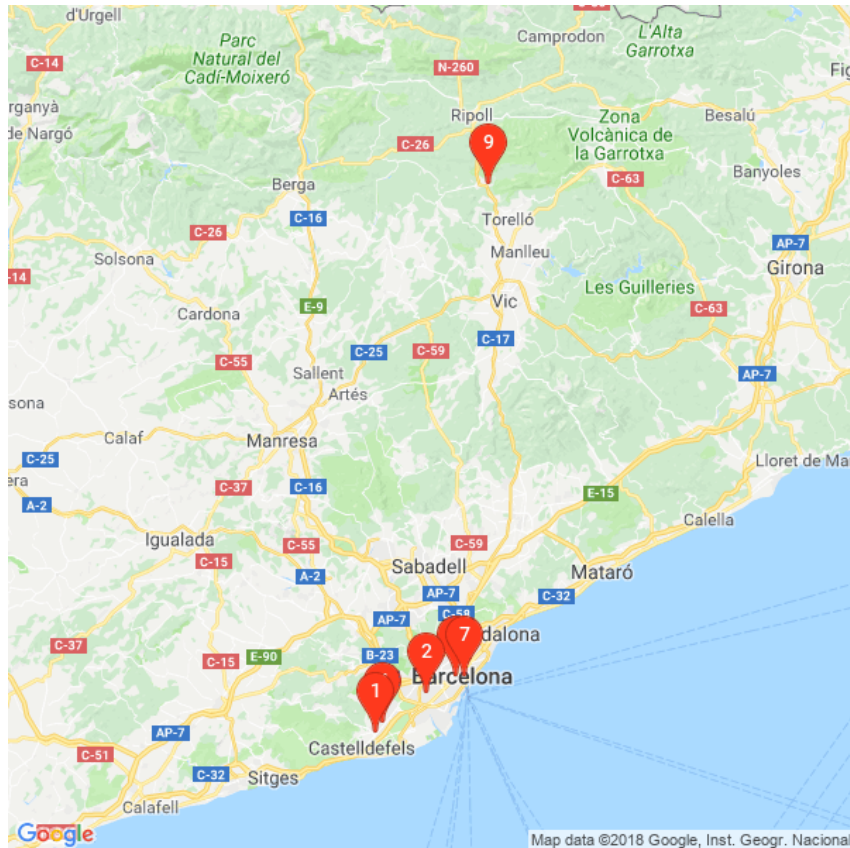 d'Urgell
Camprodon
L'Alta
Garrotxa
C-14
Parc
Natural del
Cadí-Moixeró
N-260
Fig
Ripoll
Besalú
rganyà
de Nargó
Zona
Volcànica de
la Garrotxa
C-26
9
Banyoles
Berga
C-63
C-16
Torelló
C-26
AP-7
Manlleu
Solsona
Girona
-14
Vic
Les Guilleries
E-9
Cardona
C-63
C-17
C-25
C-59
C-55
Sallent
AP-7
Artés
sona
Calaf
Manresa
C-25
Lloret de Ma
era
C-37
C-16
E-15
A-2
Calella
Igualada
C-55
C-59
C-15
Sabadell
Mataró
A-2
AP-7
C-32
C-58
AP-7
7
dalona
C-37
2
B-23
E-90
C-15
Barcelona
1
AP-7
Castelldefels
C-51
C-32
Sitges
Calafell
Google
Map data ©2018 Google, Inst. Geogr. Nacional